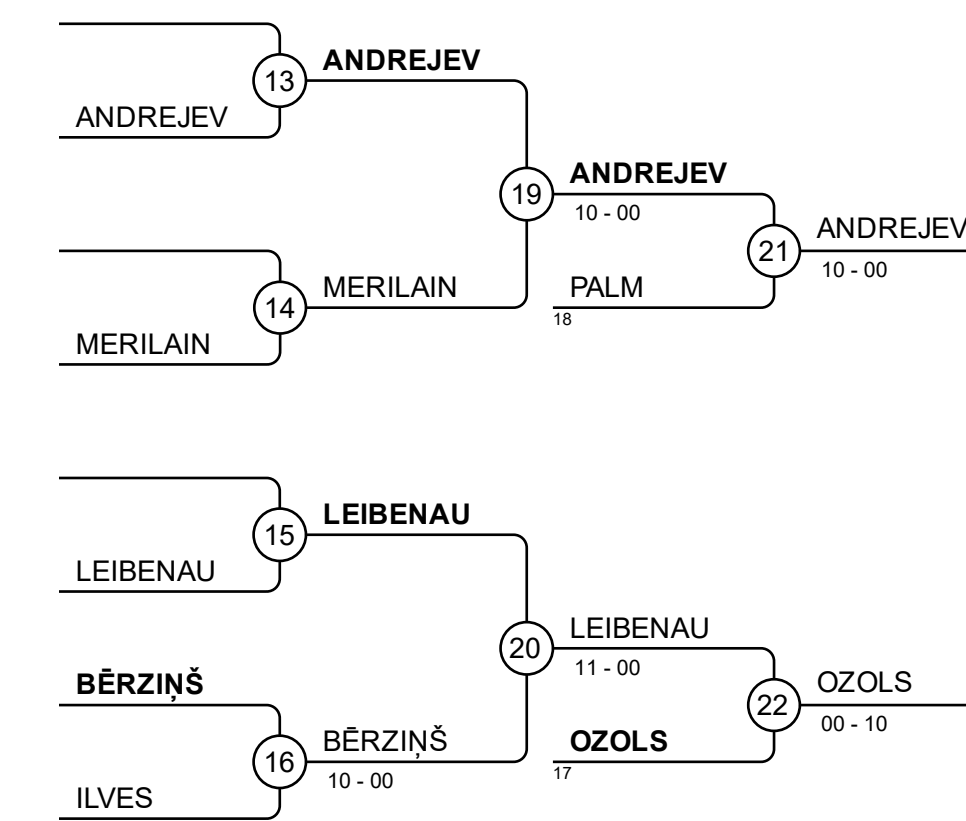 ANDREJEV
13
ANDREJEV
ANDREJEV
19
10 - 00
ANDREJEV
21
10 - 00
MERILAIN
PALM
14
18
MERILAIN
LEIBENAU
15
LEIBENAU
LEIBENAU
20
11 - 00
BĒRZIŅŠ
OZOLS
22
00 - 10
BĒRZIŅŠ
OZOLS
16
10 - 00
17
ILVES